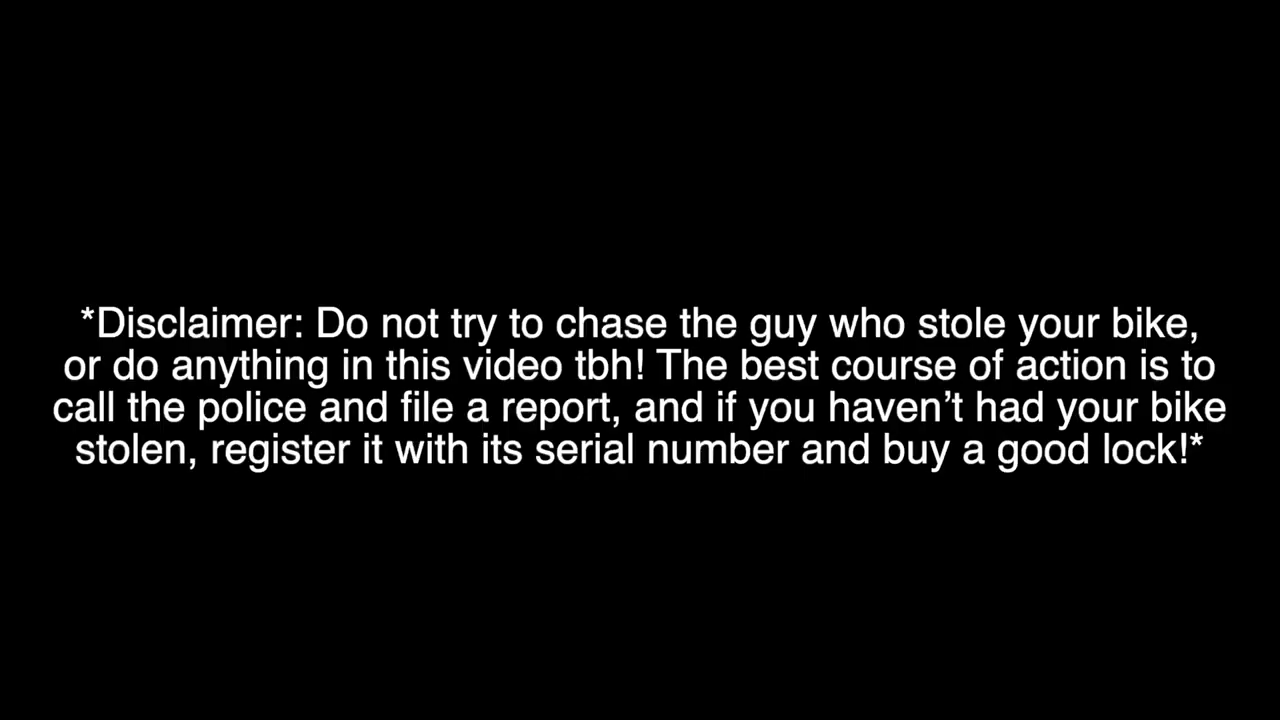 *Disclaimer: Do not try to chase the guy who stole your bike,
or do anything in this video tbh! The best course of action is to
call the police and file a report, and if you haven’t had your bike
stolen, register it with its serial number and buy a good lock!*